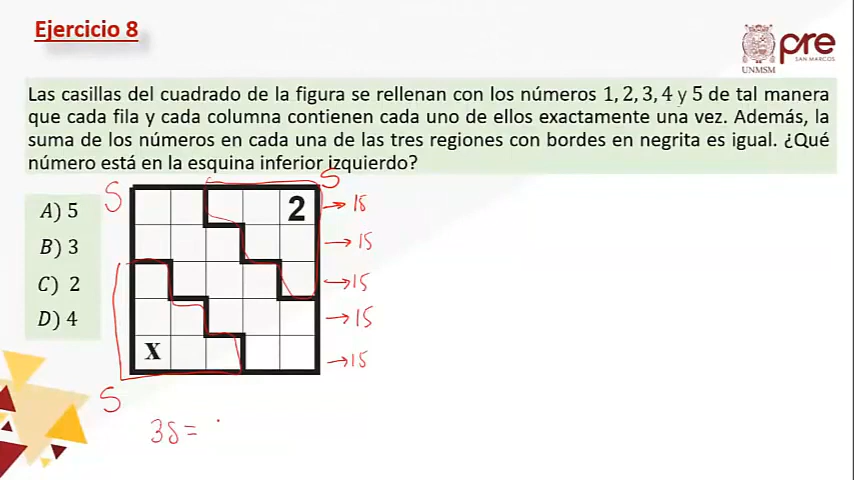 Ejercicio 8
UNMSM
pre
SAN MARCOS
Las casillas del cuadrado de la figura se rellenan con los números 1, 2, 3, 4 y 5 de tal manera
que cada fila y cada columna contienen cada uno de ellos exactamente una vez. Además, la
suma de los números en cada una de las tres regiones con bordes en negrita es igual. ¿Qué
número está en la esquina inferior izquierdo?
A) 5
B) 3
C) 2
D) 4
S
S
2
→ 15
→ 15
→ 15
→ 15
X
→ 15
S
3S =